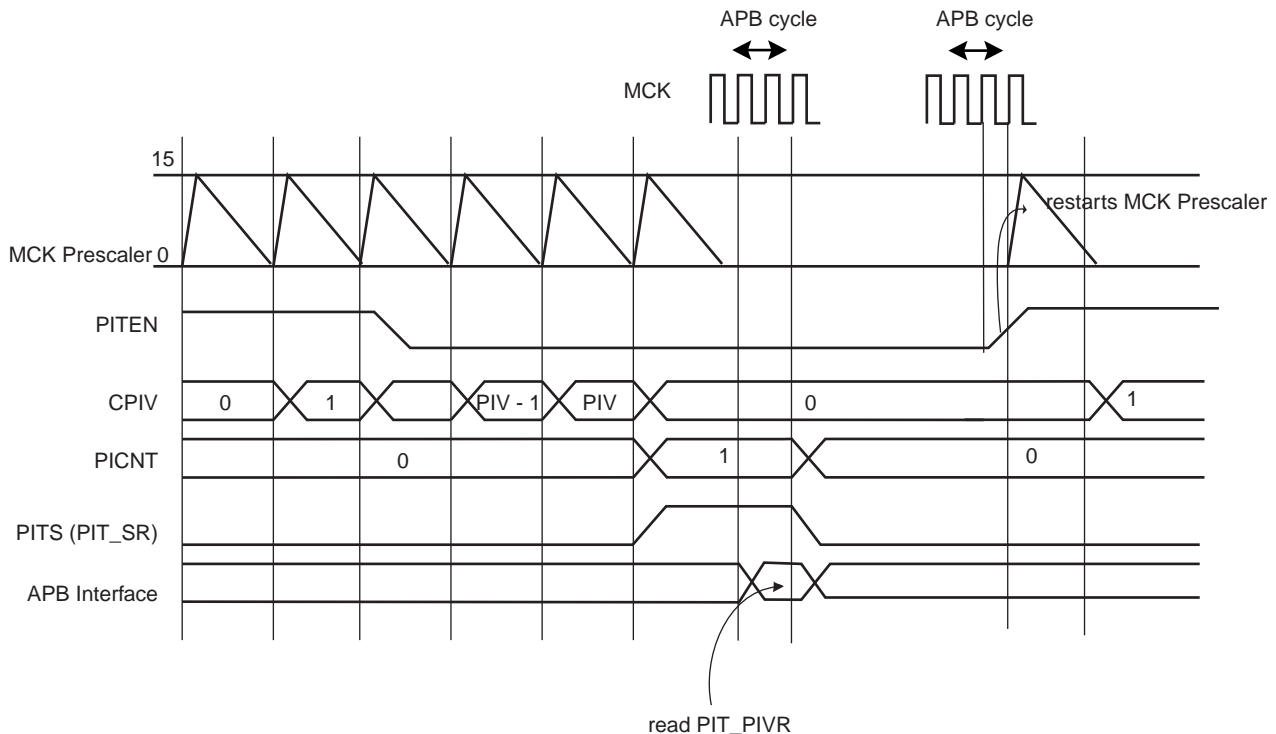 APB cycle
APB cycle
MCK
15
restarts MCK Prescaler
MCK Prescaler 0
PITEN
CPIV
0
1
PIV - 1
PIV
0
1
PICNT
0
1
0
PITS (PIT_SR)
APB Interface
read PIT_PIVR